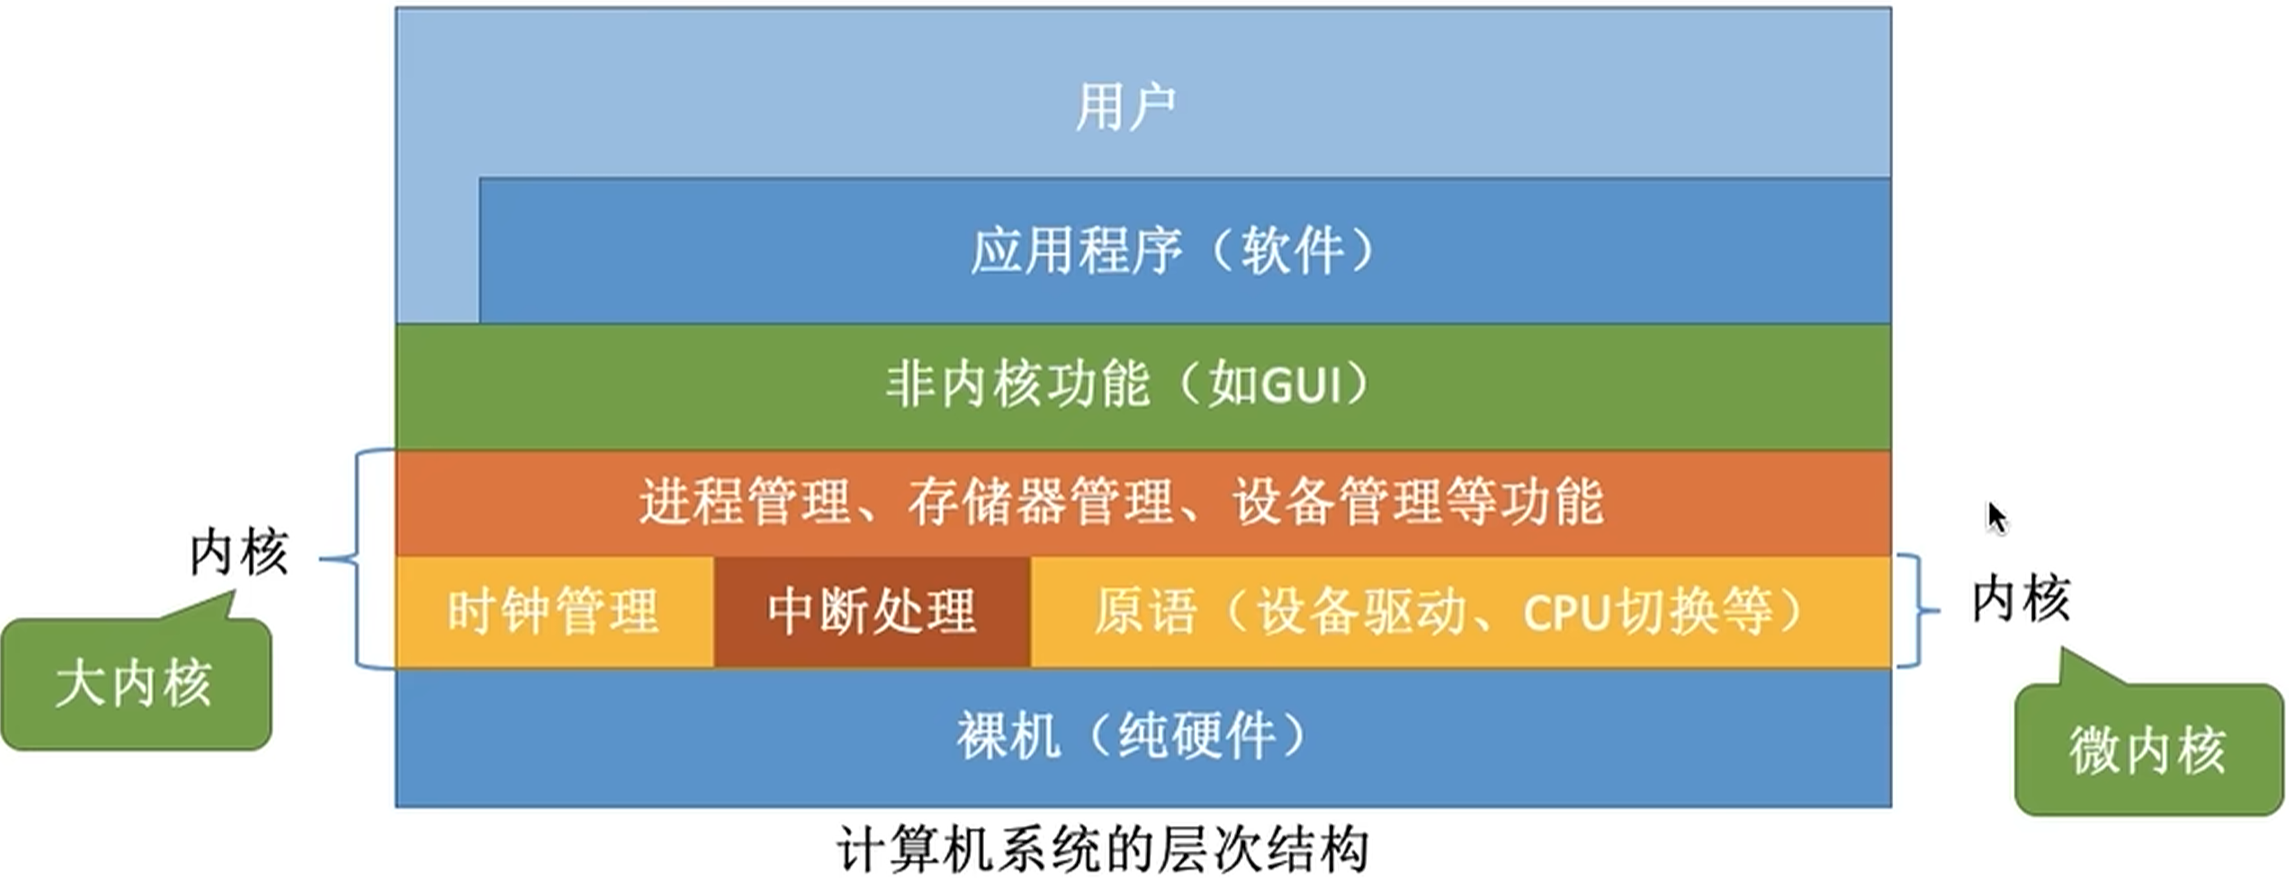 用户
应用程序（软件）
非内核功能（如GUI）
进程管理、存储器管理、设备管理等功能
内核
时钟管理
中断处理
原语（设备驱动、CPU切换等）
内核
大内核
裸机（纯硬件）
微内核
计算机系统的层次结构